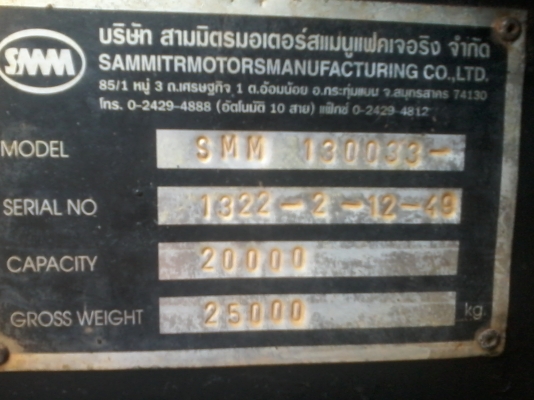 SMM
บริษัท สามมิตรมอเตอร์สแมนูแฟคเจอริง จำกัด
SAMMITRMOTORSMANUFACTURING CO.,LTD.
85/1 หมู่ 3 ถ.เศรษฐกิจ 1 ต.อ้อมน้อย อ.กระทุ่มแบน จ.สมุทรสาคร 74130
โทร. 0-2429-4888 (อัตโนมัติ 10 สาย) แฟ็กซ์ 0-2429-4812
MODEL SMM 130033-
SERIAL NO 1322-2-12-49
CAPACITY 20000
GROSS WEIGHT 25000 kg.